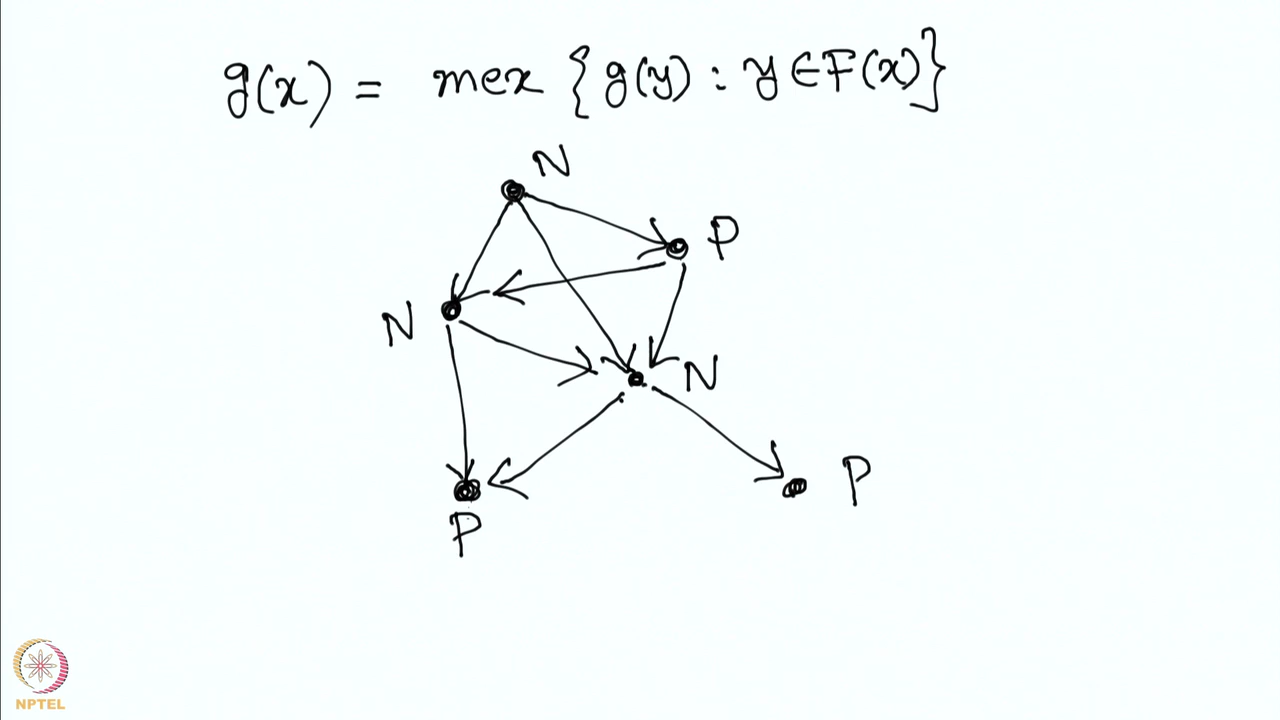 g(x) = mex { g(y) : y ∈ F(x) }
N
P
N
N
P
P
NPTEL